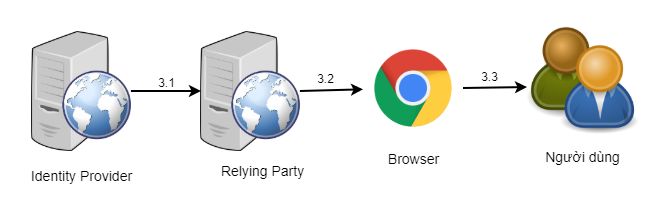 3.1
3.2
3.3
Identity Provider
Relying Party
Browser
Người dùng